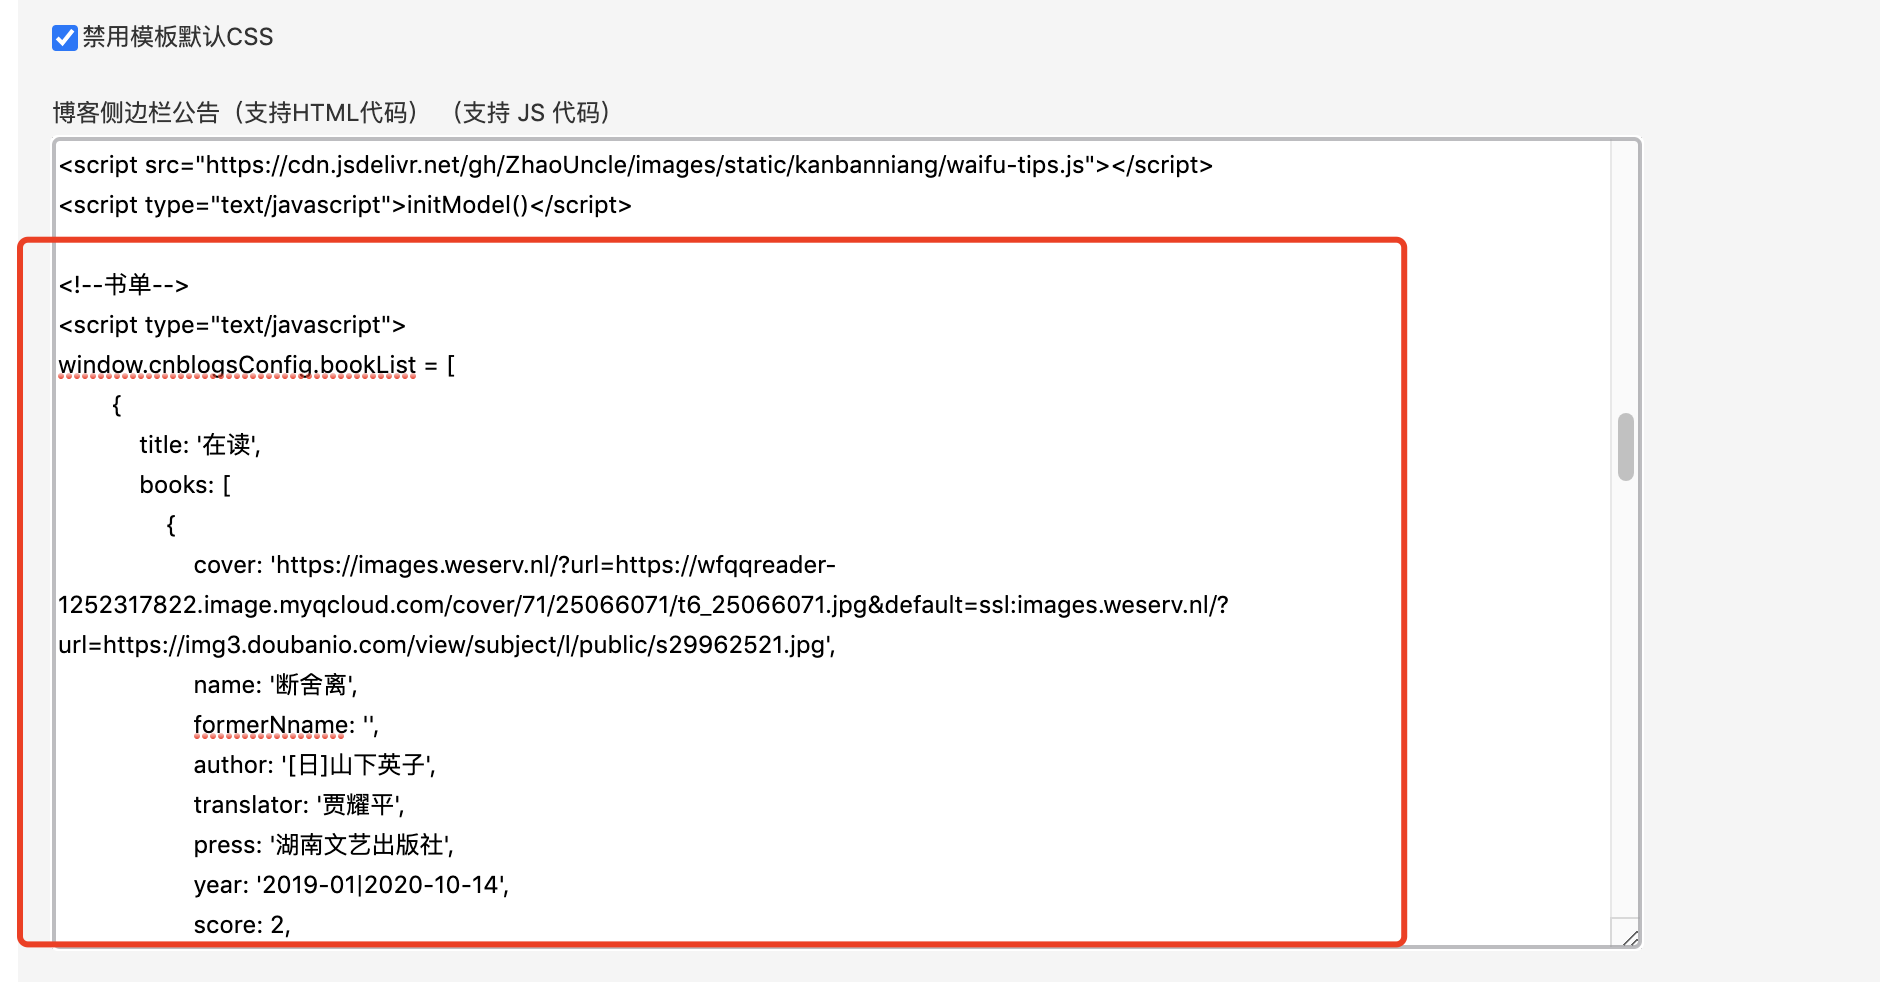 禁用模板默认CSS
博客侧边栏公告（支持HTML代码） （支持 JS 代码）
<script src="https://cdn.jsdelivr.net/gh/ZhaoUncle/images/static/kanbanniang/waifu-tips.js"></script>
<script type="text/javascript">initModel()</script>
<!--书单-->
<script type="text/javascript">
window.cnblogsConfig.bookList = [
{
title: '在读',
books: [
{
cover: 'https://images.weserv.nl/?url=https://wfqqreader-
1252317822.image.myqcloud.com/cover/71/25066071/t6_25066071.jpg&default=ssl:images.weserv.nl/?
url=https://img3.doubanio.com/view/subject/l/public/s29962521.jpg',
name: '断舍离',
formerNname: '',
author: '[日]山下英子',
translator: '贾耀平',
press: '湖南文艺出版社',
year: '2019-01|2020-10-14',
score: 2,